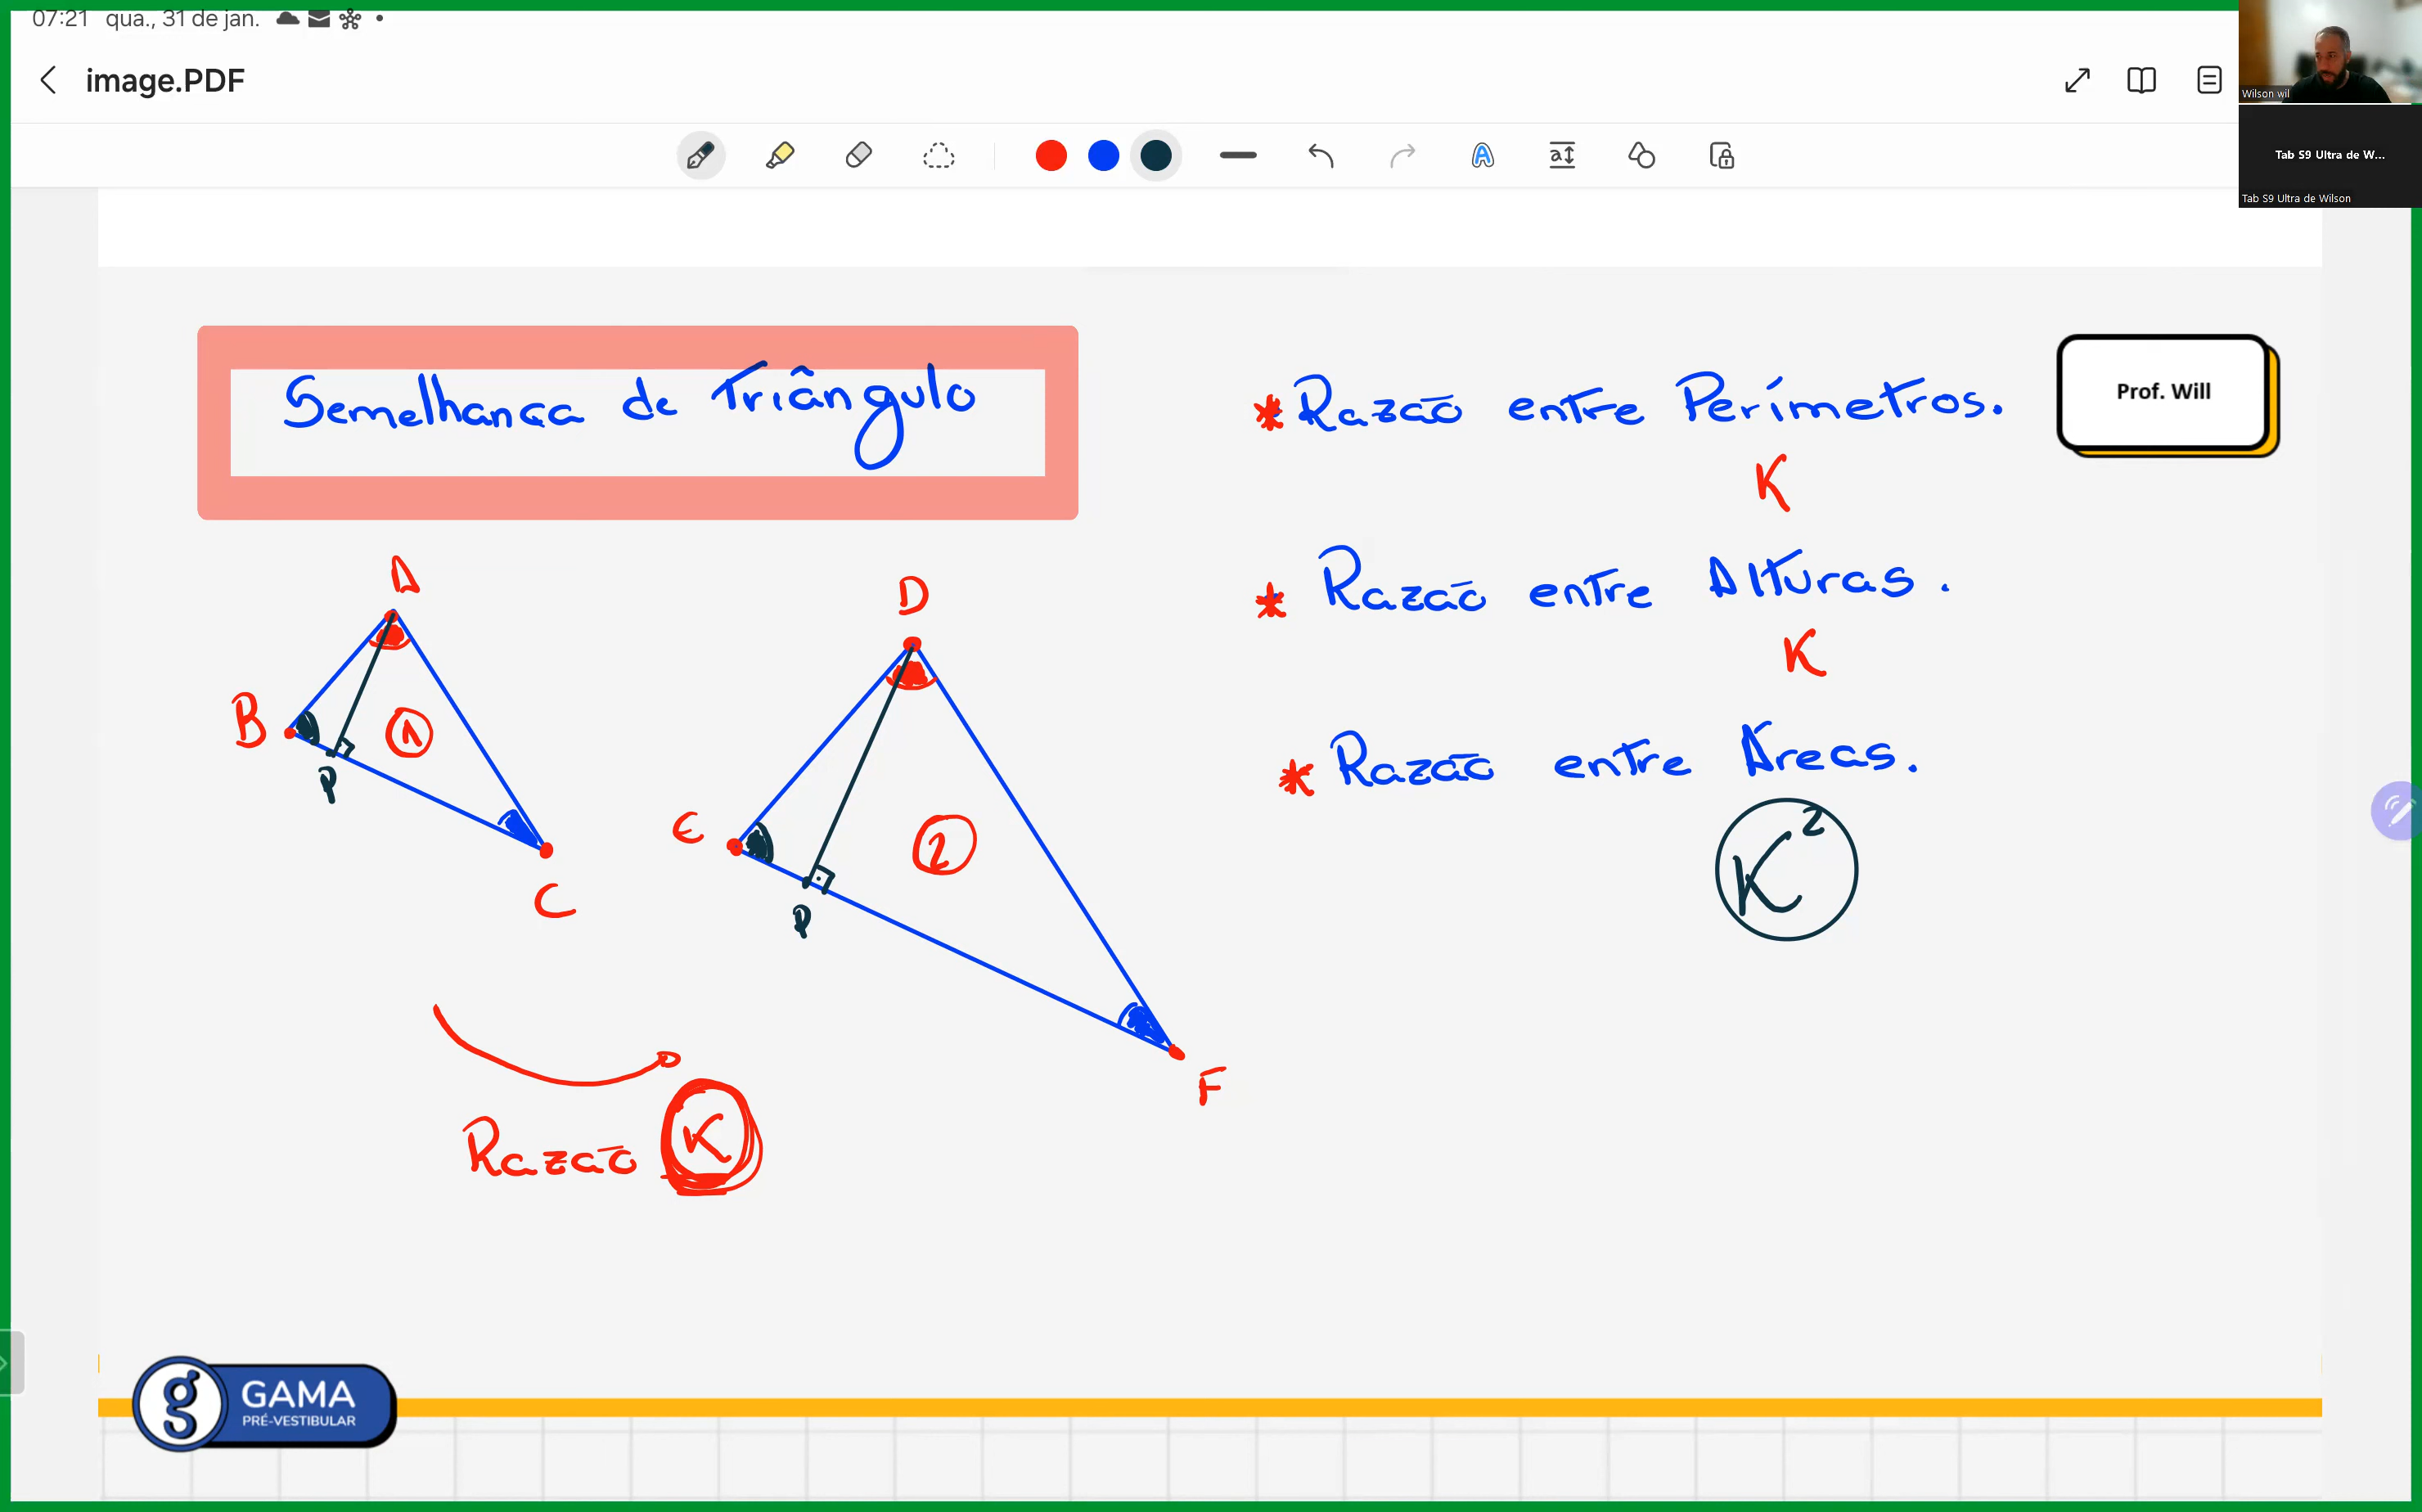 07:21 qua., 31 de jan.
image.PDF
Wilson wil
Tab S9 Ultra de W...
Tab S9 Ultra de Wilson
A
a
Semelhança de Triângulo
* Razão entre Perímetros.
K
Prof. Will
* Razão entre Alturas.
K
* Razão entre Áreas.
K²
A
B
1
P
C
D
E
2
P
F
Razão K
g GAMA
PRÉ-VESTIBULAR